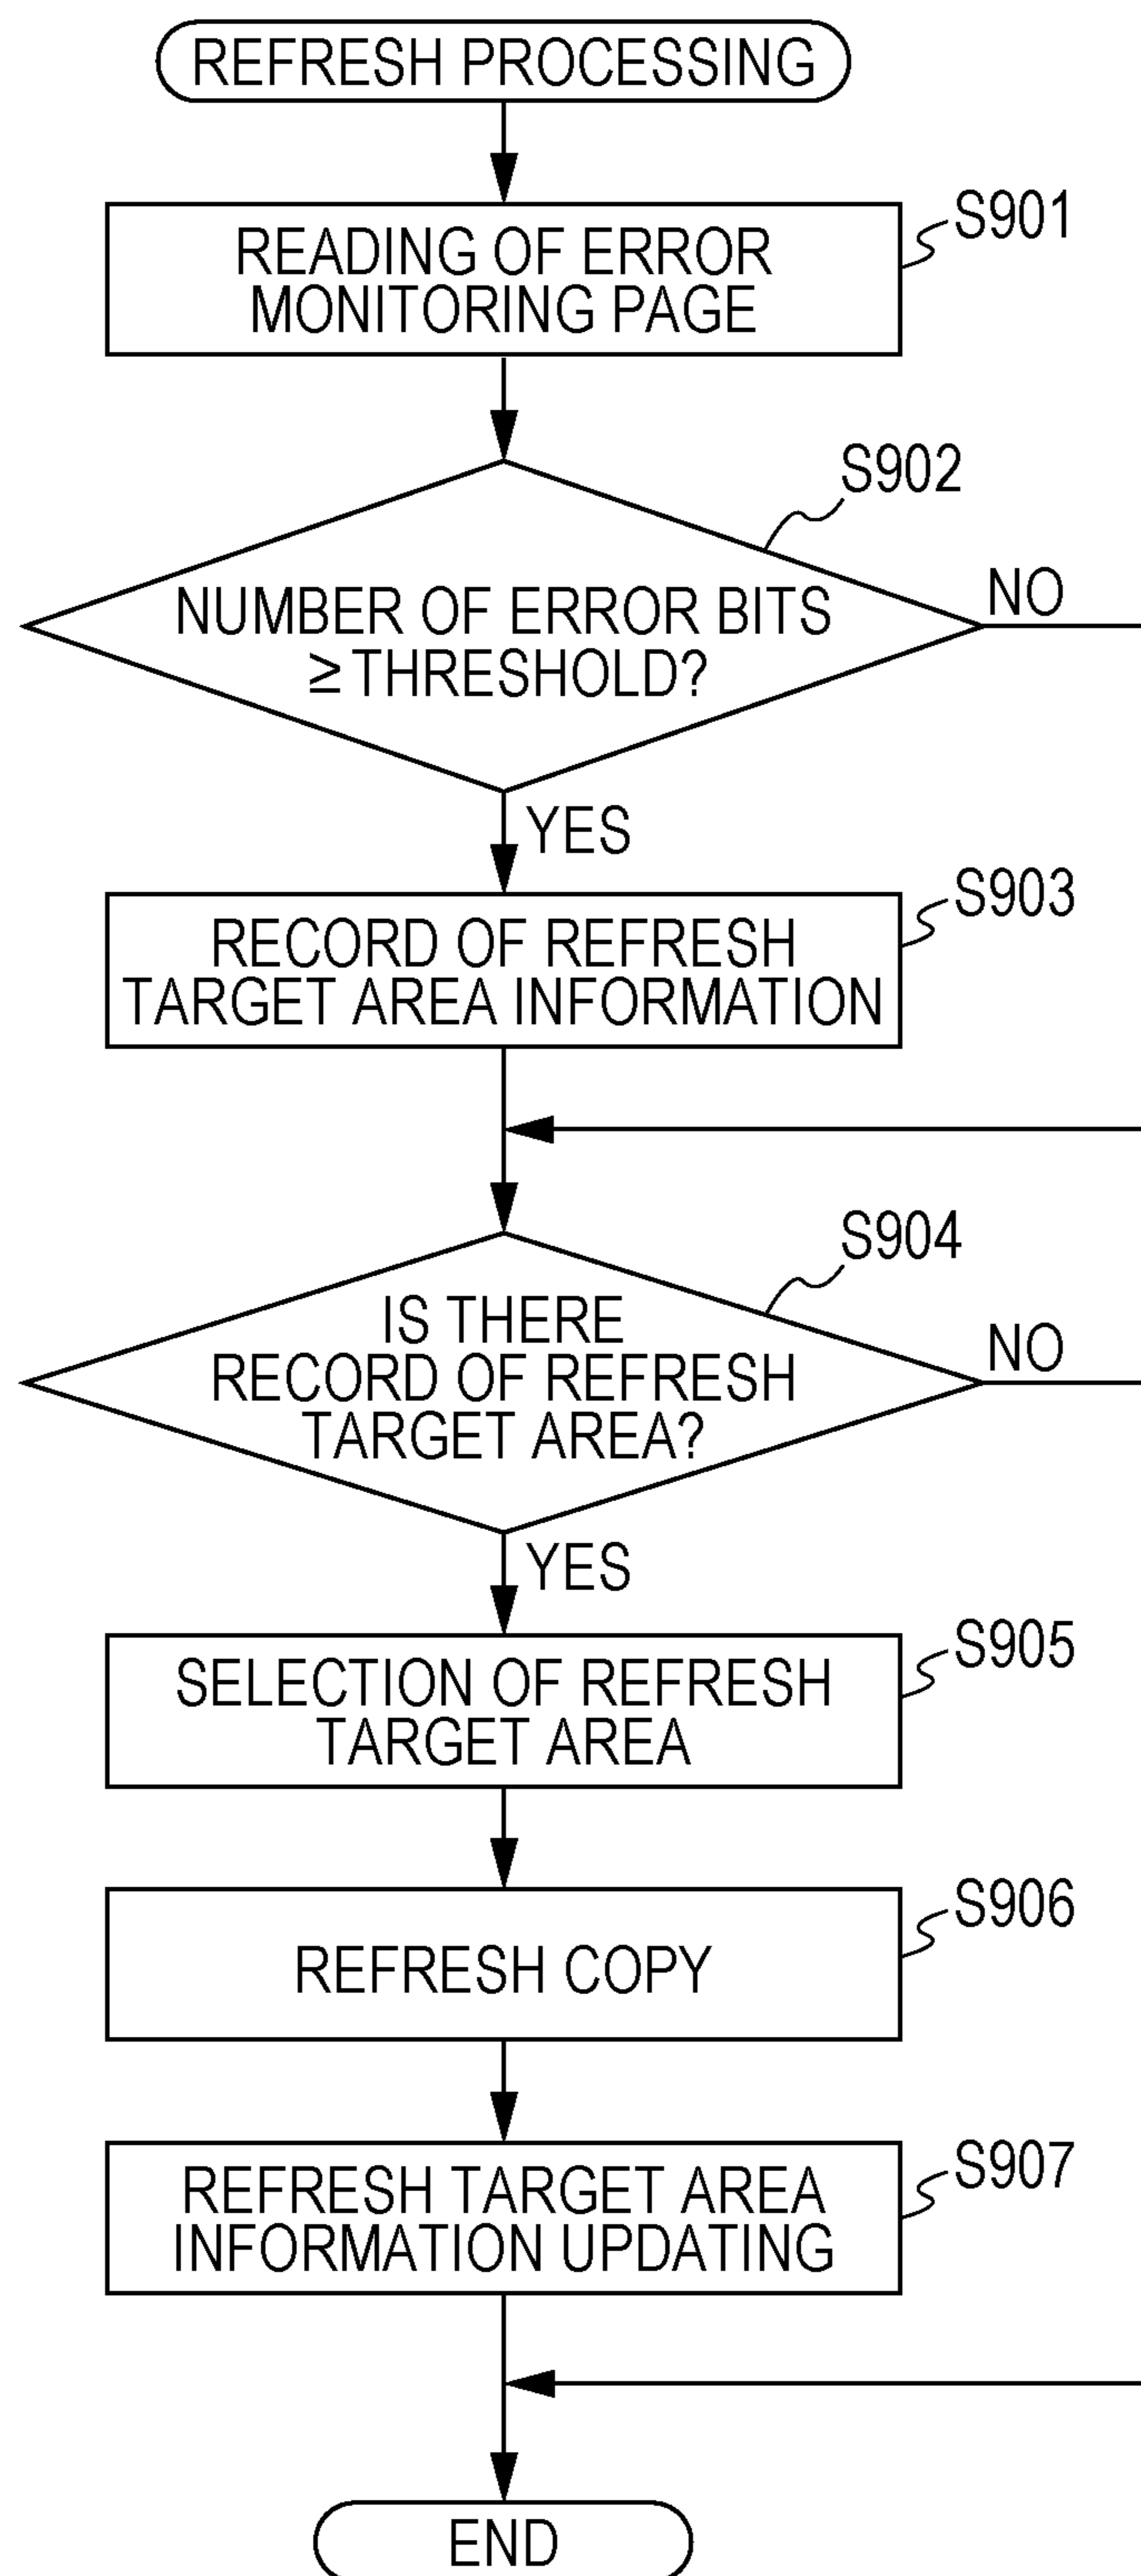 REFRESH PROCESSING
S901
READING OF ERROR
MONITORING PAGE
S902
NUMBER OF ERROR BITS
≥ THRESHOLD?
NO
YES
S903
RECORD OF REFRESH
TARGET AREA INFORMATION
S904
IS THERE
RECORD OF REFRESH
TARGET AREA?
NO
YES
S905
SELECTION OF REFRESH
TARGET AREA
S906
REFRESH COPY
S907
REFRESH TARGET AREA
INFORMATION UPDATING
END